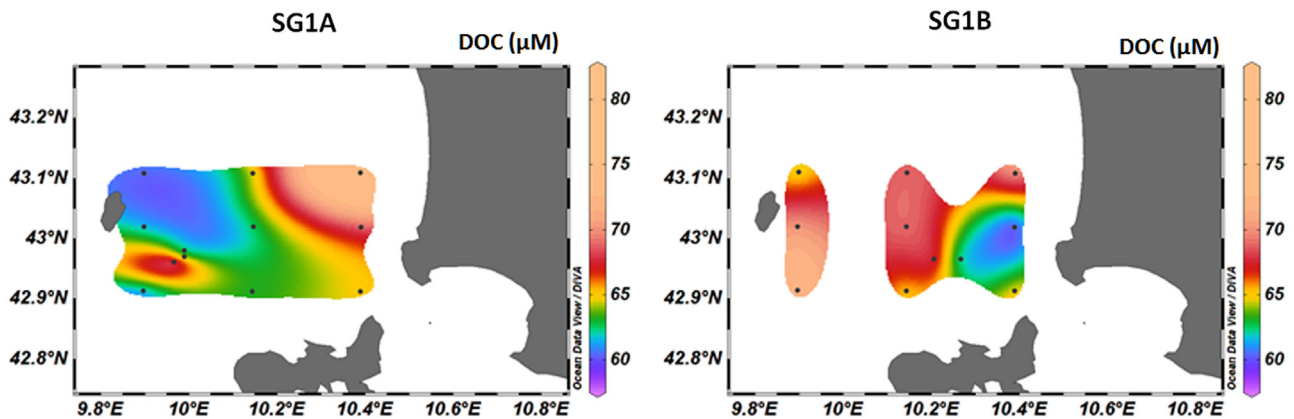 SG1A
DOC (µM)
43.2°N
43.1°N
43°N
42.9°N
42.8°N
9.8°E
10°E
10.2°E
10.4°E
10.6°E
10.8°E
80
75
70
65
60
Ocean Data View / DIVA
SG1B
DOC (µM)
43.2°N
43.1°N
43°N
42.9°N
42.8°N
9.8°E
10°E
10.2°E
10.4°E
10.6°E
10.8°E
80
75
70
65
60
Ocean Data View / DIVA